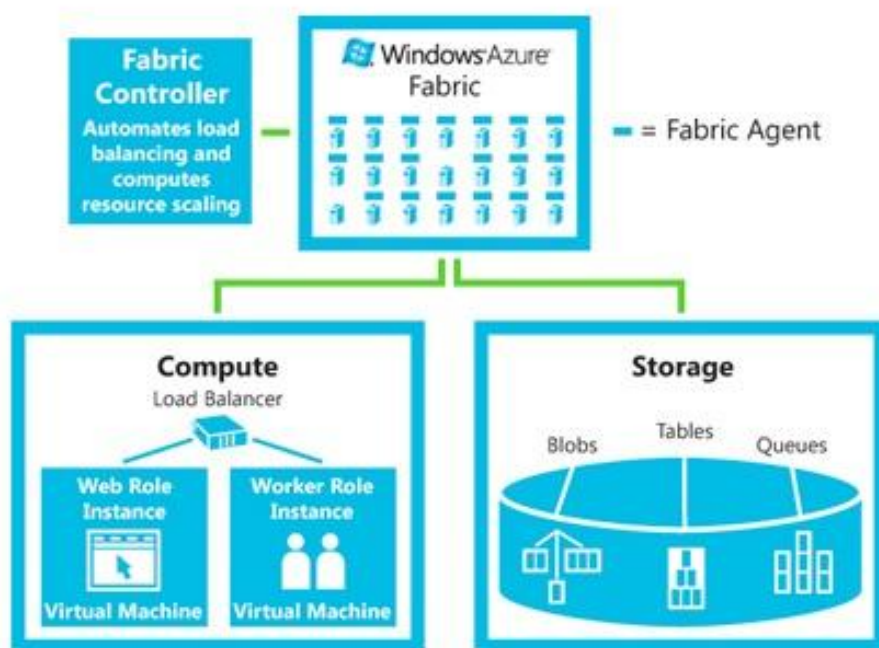 Fabric
Controller
Automates load
balancing and
computes
resource scaling
Windows Azure
Fabric
= Fabric Agent
Compute
Load Balancer
Web Role
Instance
Virtual Machine
Worker Role
Instance
Virtual Machine
Storage
Blobs
Tables
Queues